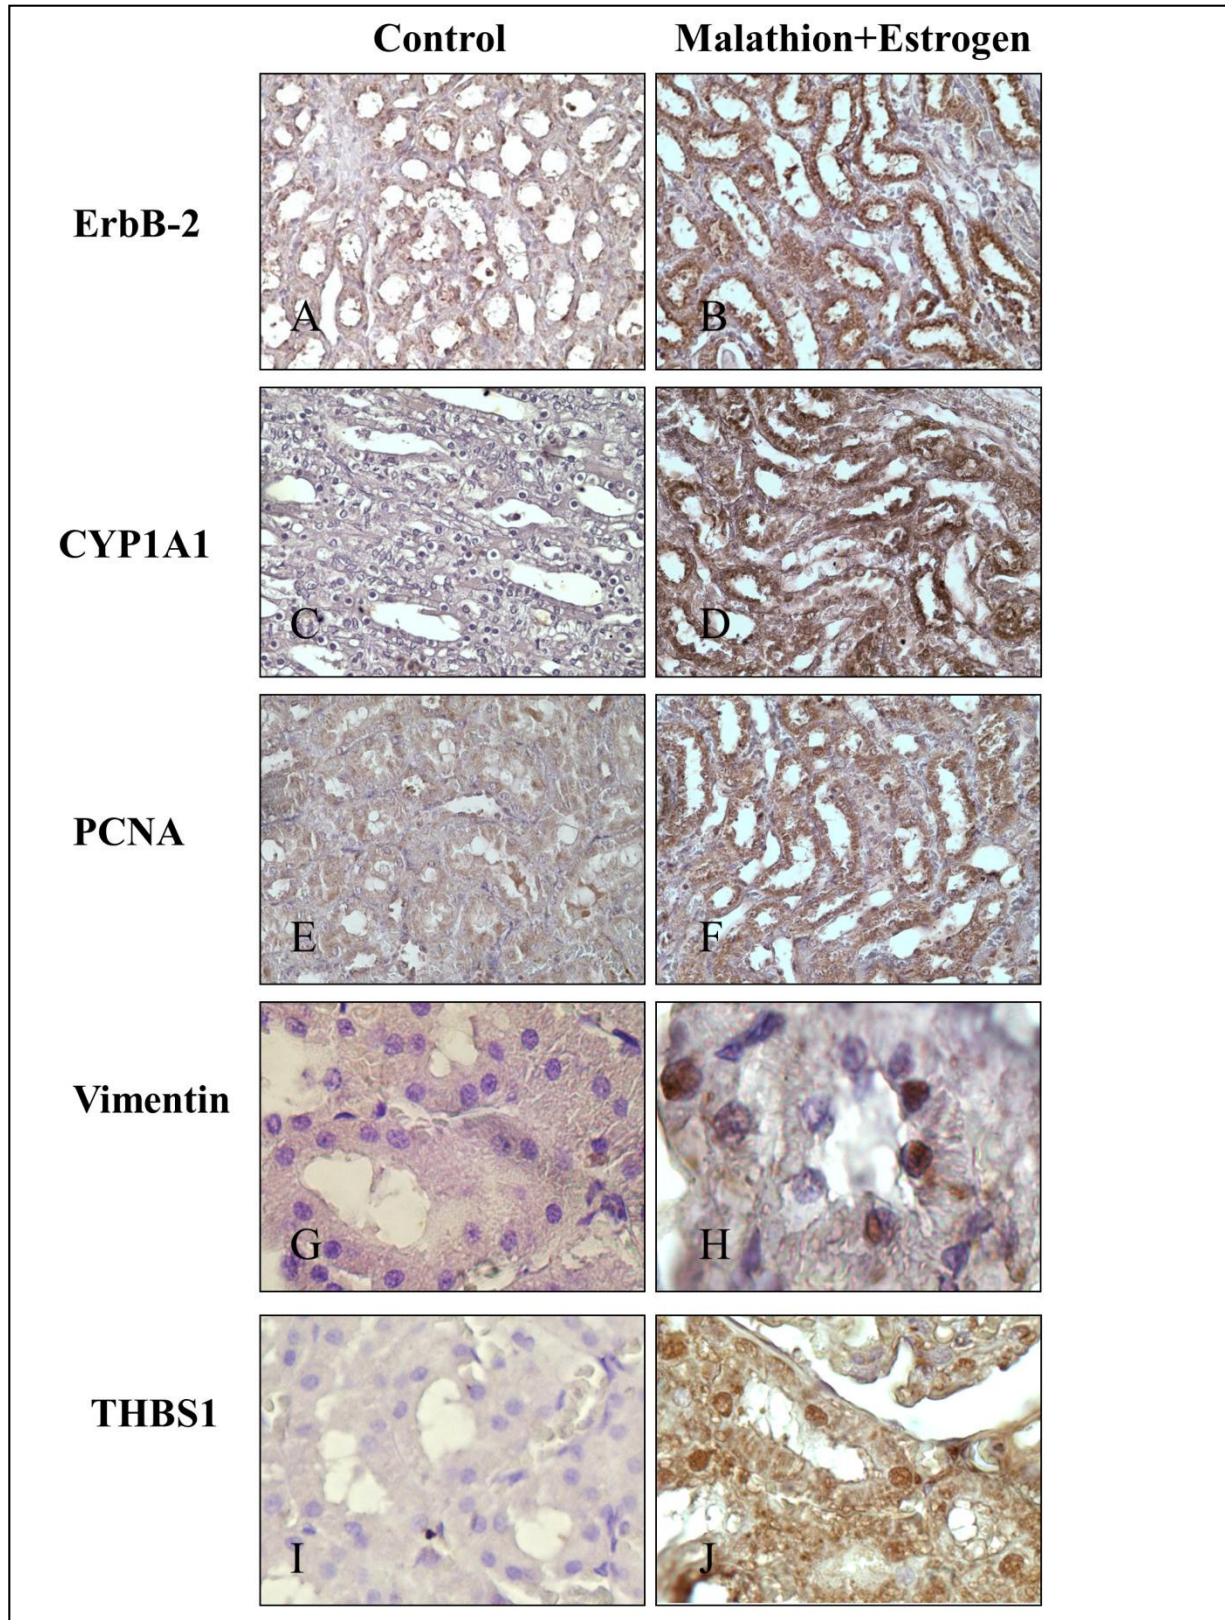 Control Malathion+Estrogen
ErbB-2
A B
CYP1A1
C D
PCNA
E F
Vimentin
G H
THBS1
I J